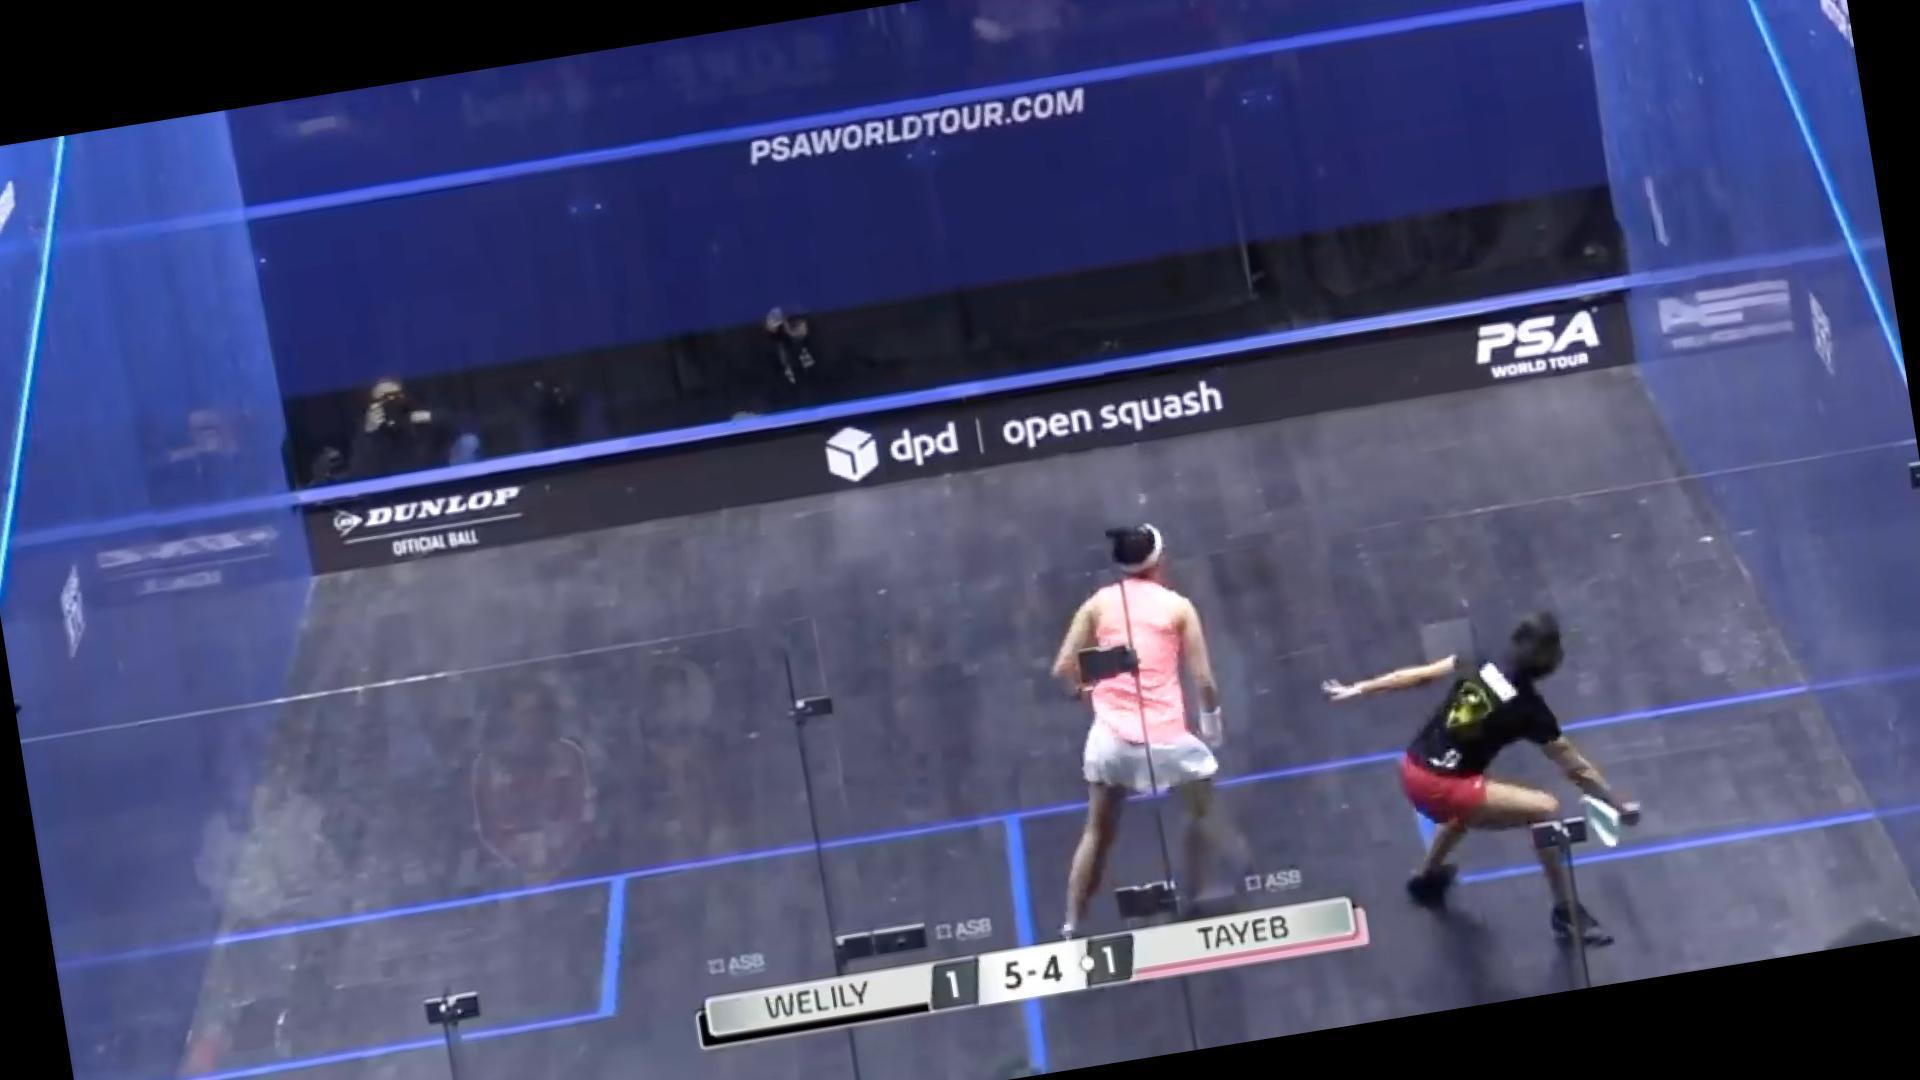 PSAWORLDTOUR.COM
PSA
WORLD TOUR
dpd | open squash
DUNLOP
OFFICIAL BALL
ASB
ASB
ASB
WELILY 1 5-4 1 TAYEB